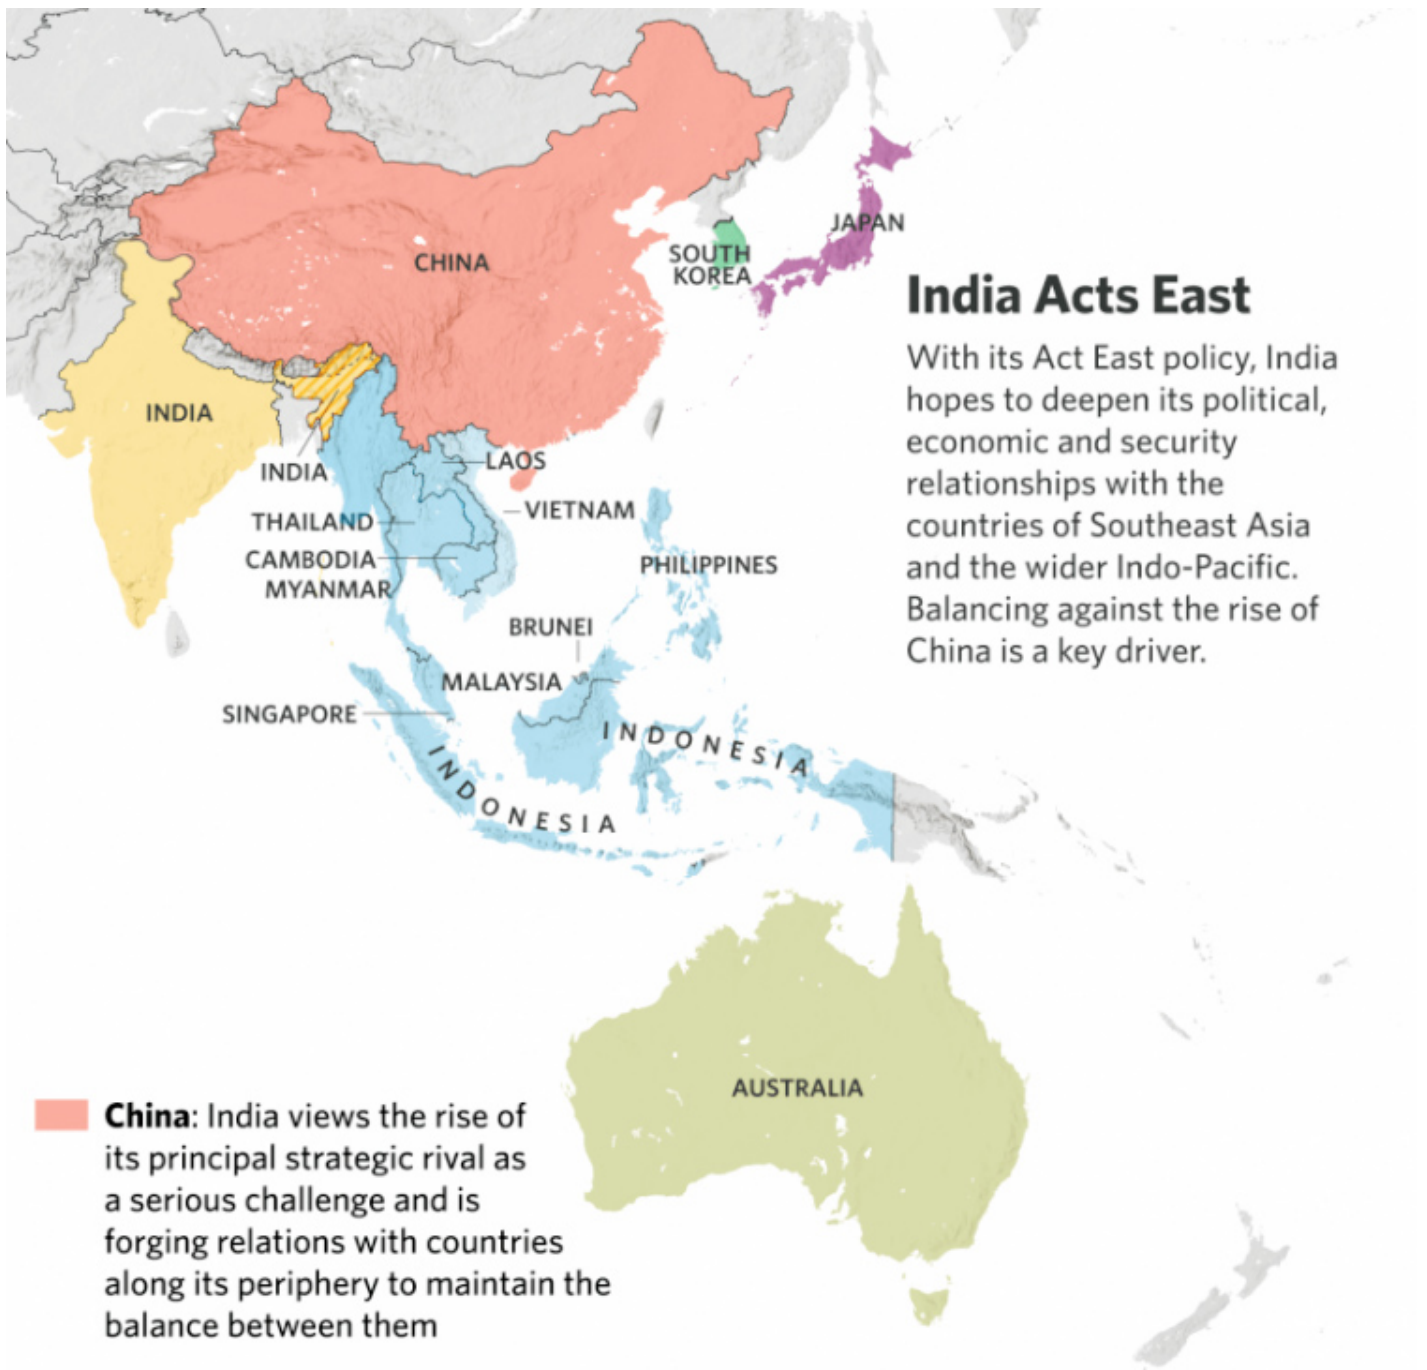 CHINA
JAPAN
SOUTH
KOREA
India Acts East
With its Act East policy, India
hopes to deepen its political,
economic and security
relationships with the
countries of Southeast Asia
and the wider Indo-Pacific.
Balancing against the rise of
China is a key driver.
INDIA
INDIA
LAOS
THAILAND
VIETNAM
CAMBODIA
PHILIPPINES
MYANMAR
BRUNEI
MALAYSIA
SINGAPORE
INDONESIA
INDONESIA
AUSTRALIA
China: India views the rise of
its principal strategic rival as
a serious challenge and is
forging relations with countries
along its periphery to maintain the
balance between them